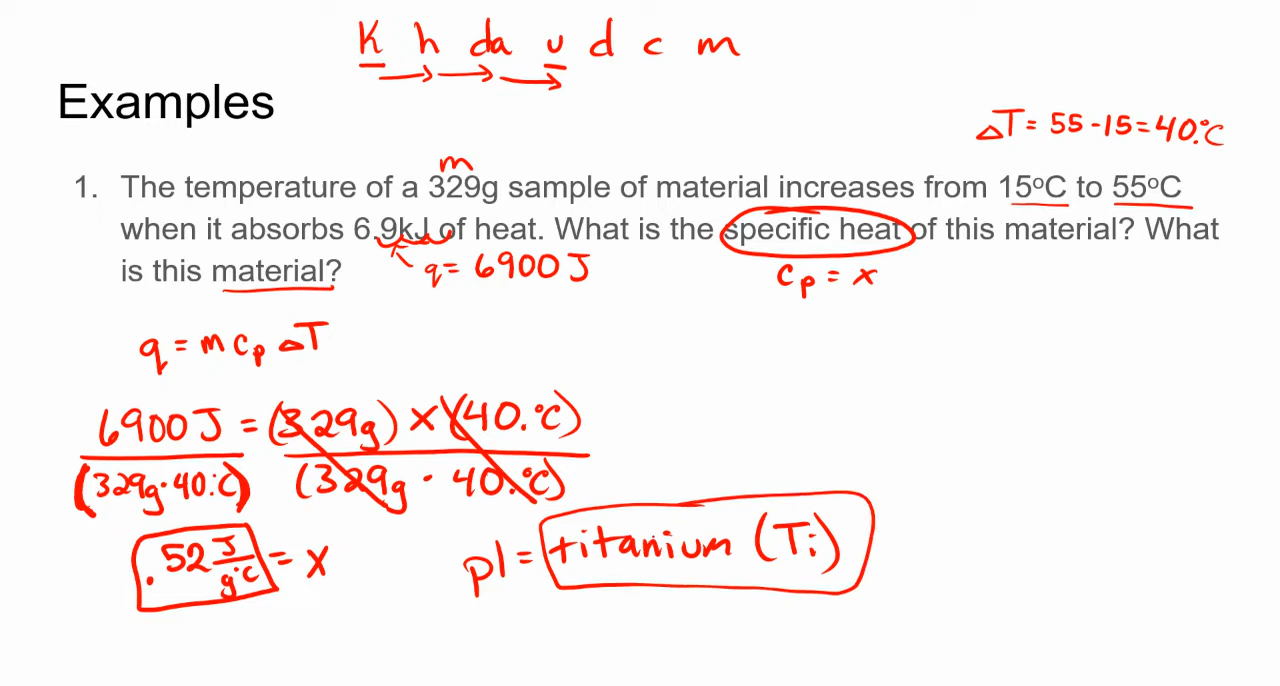 K h da u d c m
Examples
ΔT = 55 - 15 = 40.°C
m
1. The temperature of a 329g sample of material increases from 15°C to 55°C
when it absorbs 6.9kJ of heat. What is the specific heat of this material? What
is this material?
q = 6900 J
Cp = x
q = m Cp ΔT
6900 J = (329g) x (40.°C)
(329g · 40.°C) (329g · 40.°C)
.52 J/g°C = x
pl = titanium (Ti)